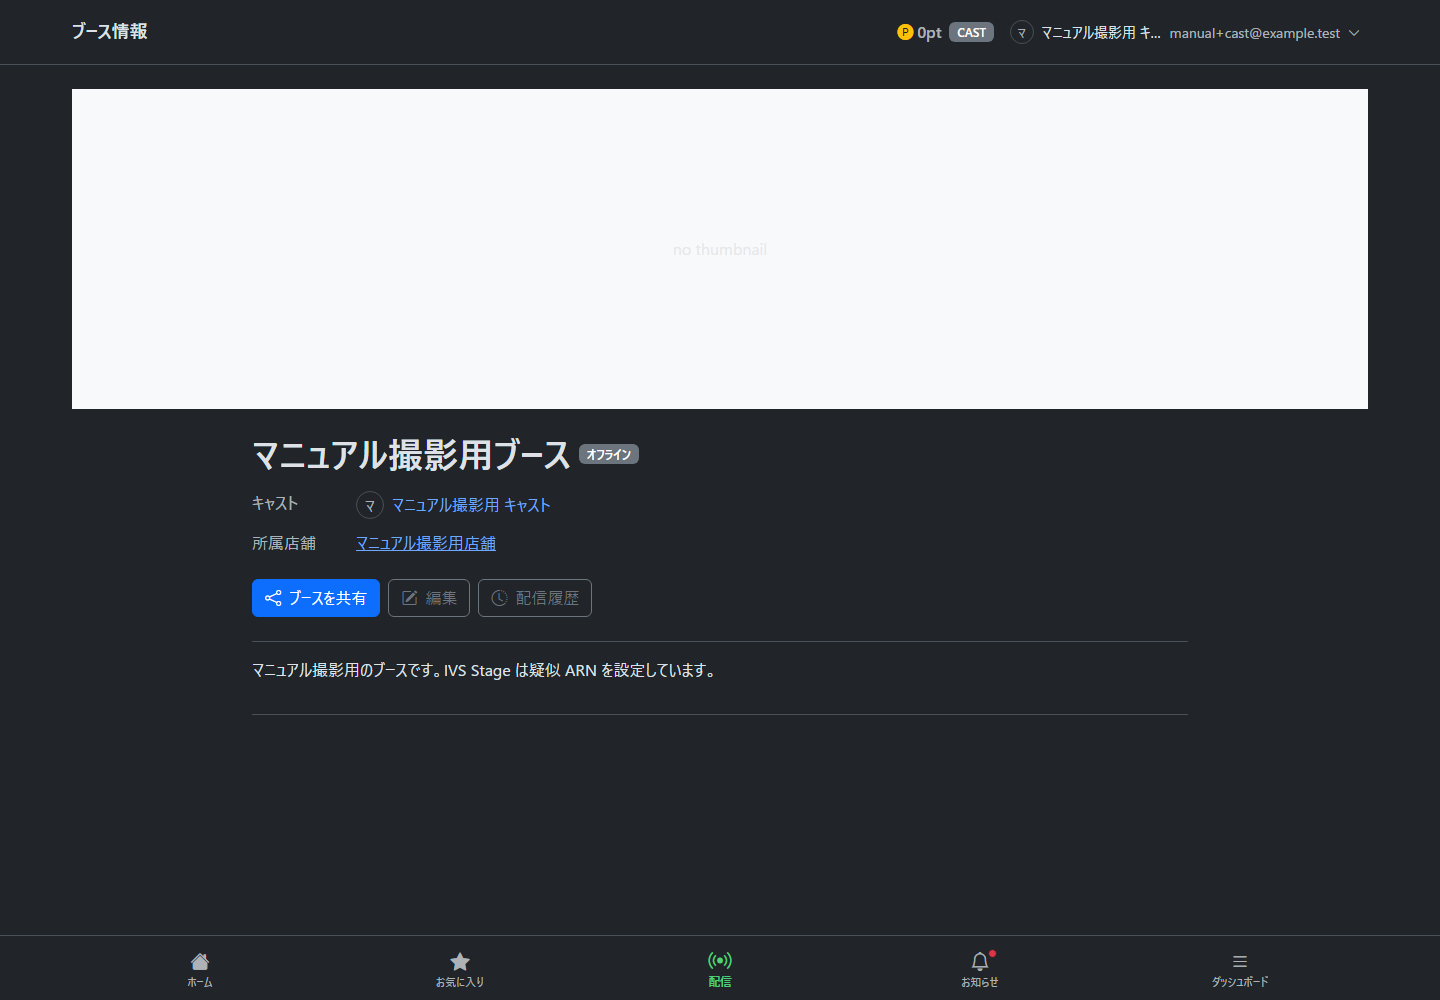 ブース情報
P 0pt CAST マ マニュアル撮影用 キ... manual+cast@example.test
no thumbnail
マニュアル撮影用ブース オフライン
キャスト マ マニュアル撮影用 キャスト
所属店舗 マニュアル撮影用店舗
ブースを共有 編集 配信履歴
マニュアル撮影用のブースです。IVS Stage は疑似 ARN を設定しています。
ホーム お気に入り 配信 お知らせ ダッシュボード